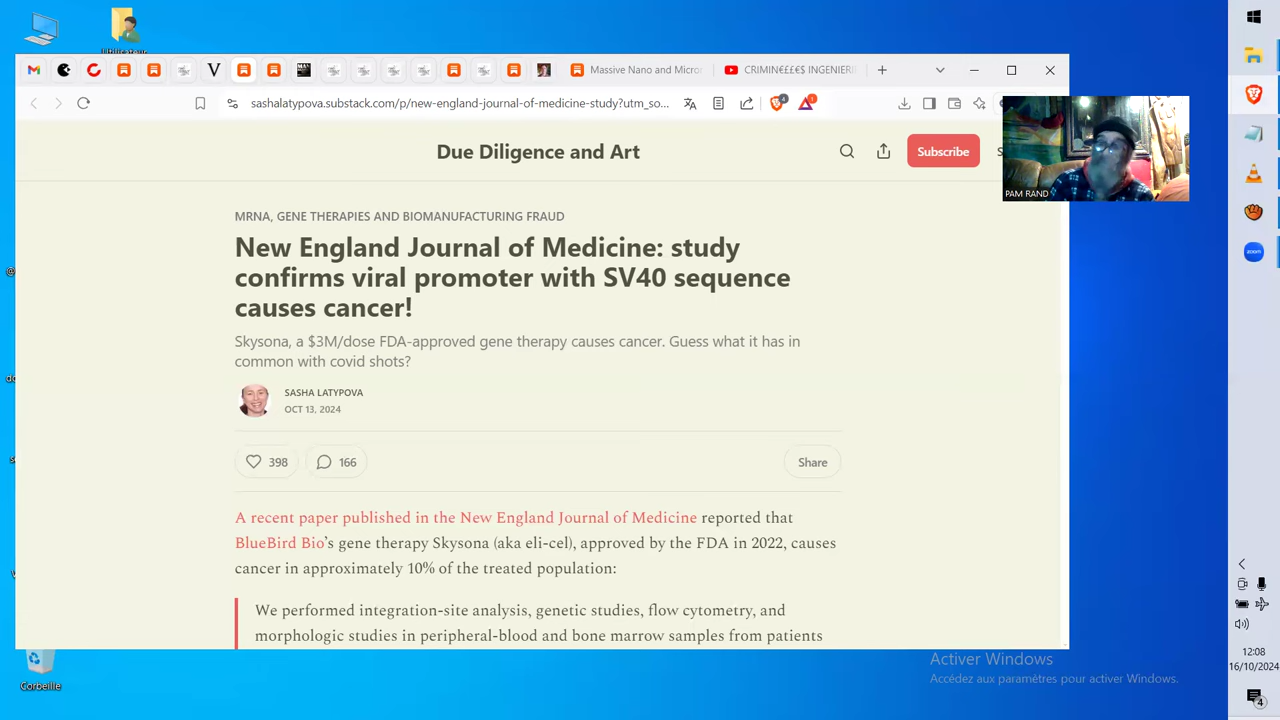 Utilisateur
Massive Nano and Micror
CRIMIN€££€$ INGENIERI
sashalatypova.substack.com/p/new-england-journal-of-medicine-study?utm_so...
4
1
Due Diligence and Art
Subscribe
PAM RAND
MRNA, GENE THERAPIES AND BIOMANUFACTURING FRAUD
New England Journal of Medicine: study
confirms viral promoter with SV40 sequence
causes cancer!
Skysona, a $3M/dose FDA-approved gene therapy causes cancer. Guess what it has in
common with covid shots?
SASHA LATYPOVA
OCT 13, 2024
398
166
Share
A recent paper published in the New England Journal of Medicine reported that
BlueBird Bio's gene therapy Skysona (aka eli-cel), approved by the FDA in 2022, causes
cancer in approximately 10% of the treated population:
We performed integration-site analysis, genetic studies, flow cytometry, and
morphologic studies in peripheral-blood and bone marrow samples from patients
zoom
Activer Windows
Accédez aux paramètres pour activer Windows.
Corbeille
12:08
16/10/2024
4